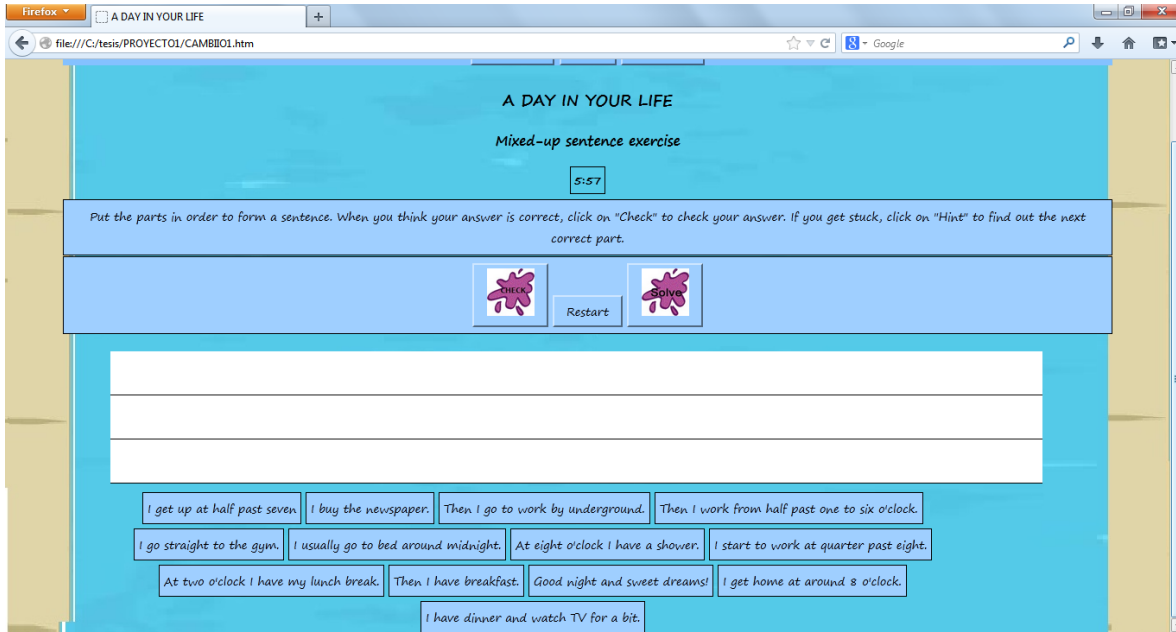 Firefox
A DAY IN YOUR LIFE
file:///C:/tesis/PROYECTO1/CAMBIIO1.htm
Google
A DAY IN YOUR LIFE
Mixed-up sentence exercise
5:57
Put the parts in order to form a sentence. When you think your answer is correct, click on "Check" to check your answer. If you get stuck, click on "Hint" to find out the next
correct part.
CHECK Restart Solve
I get up at half past seven I buy the newspaper. Then I go to work by underground. Then I work from half past one to six o'clock.
I go straight to the gym. I usually go to bed around midnight. At eight o'clock I have a shower. I start to work at quarter past eight.
At two o'clock I have my lunch break. Then I have breakfast. Good night and sweet dreams! I get home at around 8 o'clock.
I have dinner and watch TV for a bit.